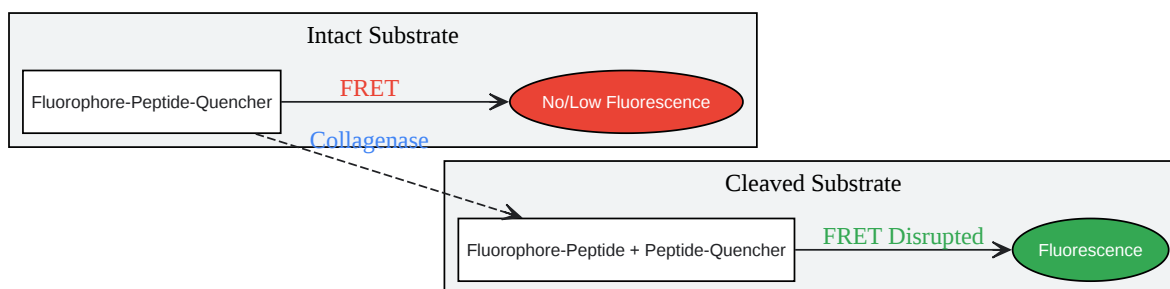 Intact Substrate
Fluorophore-Peptide-Quencher
FRET
No/Low Fluorescence
Collagenase
Cleaved Substrate
Fluorophore-Peptide + Peptide-Quencher
FRET Disrupted
Fluorescence